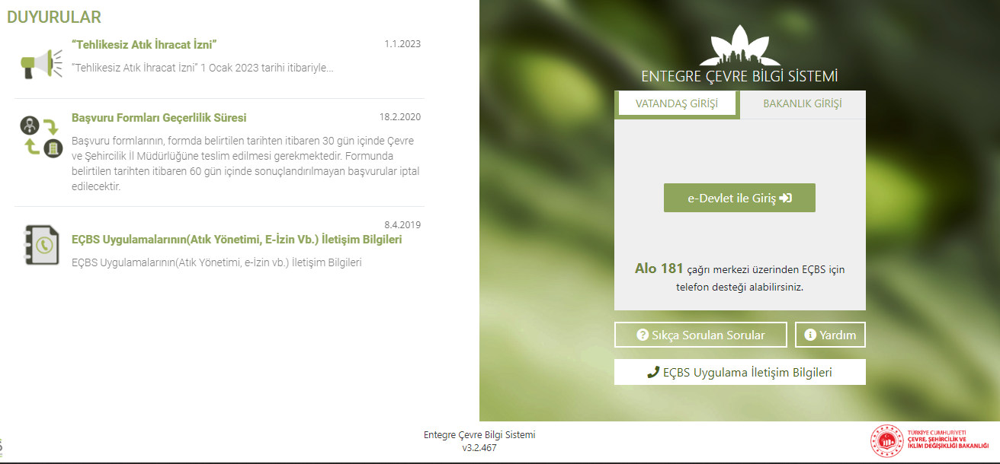 DUYURULAR
“Tehlikesiz Atık İhracat İzni”
1.1.2023
“Tehlikesiz Atık İhracat İzni” 1 Ocak 2023 tarihi itibariyle...
Başvuru Formları Geçerlilik Süresi
18.2.2020
Başvuru formlarının, formda belirtilen tarihten itibaren 30 gün içinde Çevre
ve Şehircilik İl Müdürlüğüne teslim edilmesi gerekmektedir. Formunda
belirtilen tarihten itibaren 60 gün içinde sonuçlandırılmayan başvurular iptal
edilecektir.
8.4.2019
EÇBS Uygulamalarının(Atık Yönetimi, E-İzin Vb.) İletişim Bilgileri
EÇBS Uygulamalarının(Atık Yönetimi, e-İzin vb.) İletişim Bilgileri
ENTEGRE ÇEVRE BİLGİ SİSTEMİ
VATANDAŞ GİRİŞİ
BAKANLIK GİRİŞİ
e-Devlet ile Giriş
Alo 181 çağrı merkezi üzerinden EÇBS için
telefon desteği alabilirsiniz.
Sıkça Sorulan Sorular
Yardım
EÇBS Uygulama İletişim Bilgileri
Entegre Çevre Bilgi Sistemi
v3.2.467
TÜRKİYE CUMHURİYETİ
ÇEVRE, ŞEHİRCİLİK VE
İKLİM DEĞİŞİKLİĞİ BAKANLIĞI